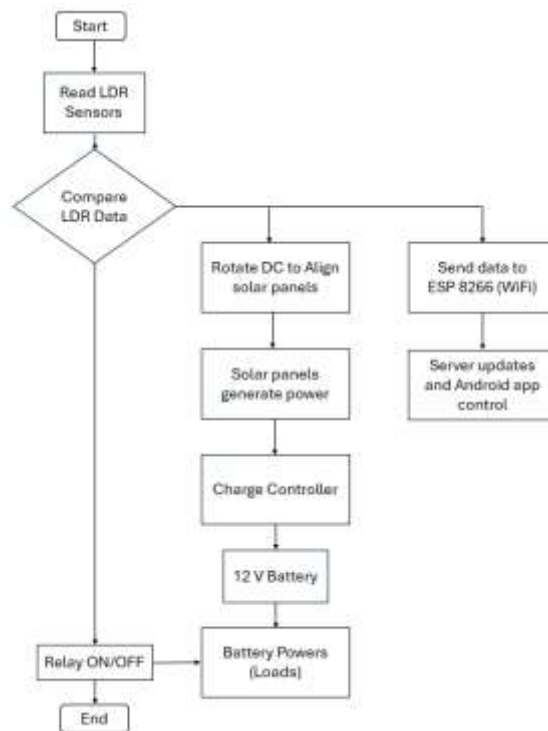 Start
Read LDR
Sensors
Compare
LDR Data
Rotate DC to Align
solar panels
Send data to
ESP 8266 (WiFi)
Solar panels
generate power
Server updates
and Android app
control
Charge Controller
12 V Battery
Relay ON/OFF
Battery Powers
(Loads)
End